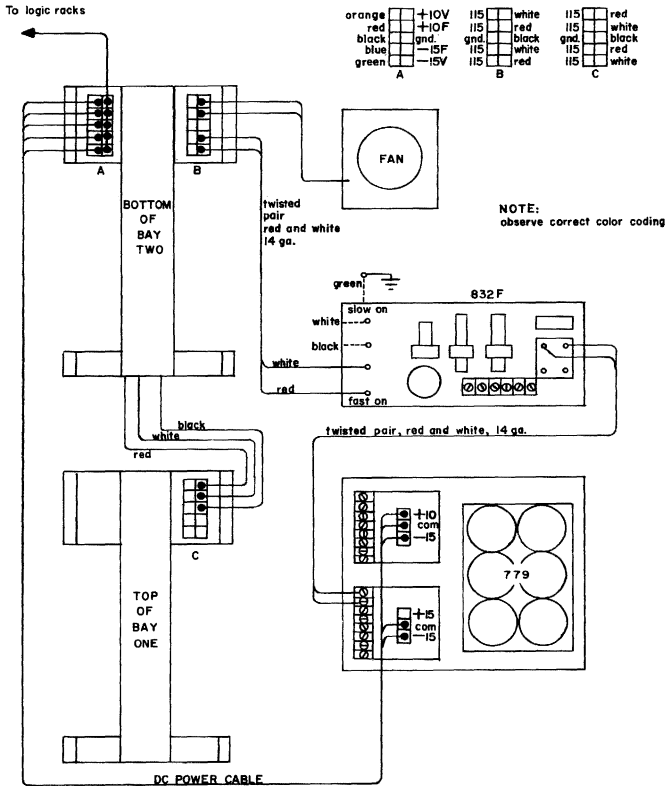 To logic racks
orange +10V
red +10F
black gnd.
blue -15F
green -15V
A
115 white
115 red
gnd. black
115 white
115 red
B
115 red
115 white
gnd. black
115 red
115 white
C
A
B
FAN
BOTTOM
OF
BAY
TWO
twisted
pair
red and white
14 ga.
NOTE:
observe correct color coding
green
832F
slow on
white
black
white
red
fast on
black
white
red
twisted pair, red and white, 14 ga.
C
+10
com
-15
779
TOP
OF
BAY
ONE
+15
com
-15
DC POWER CABLE